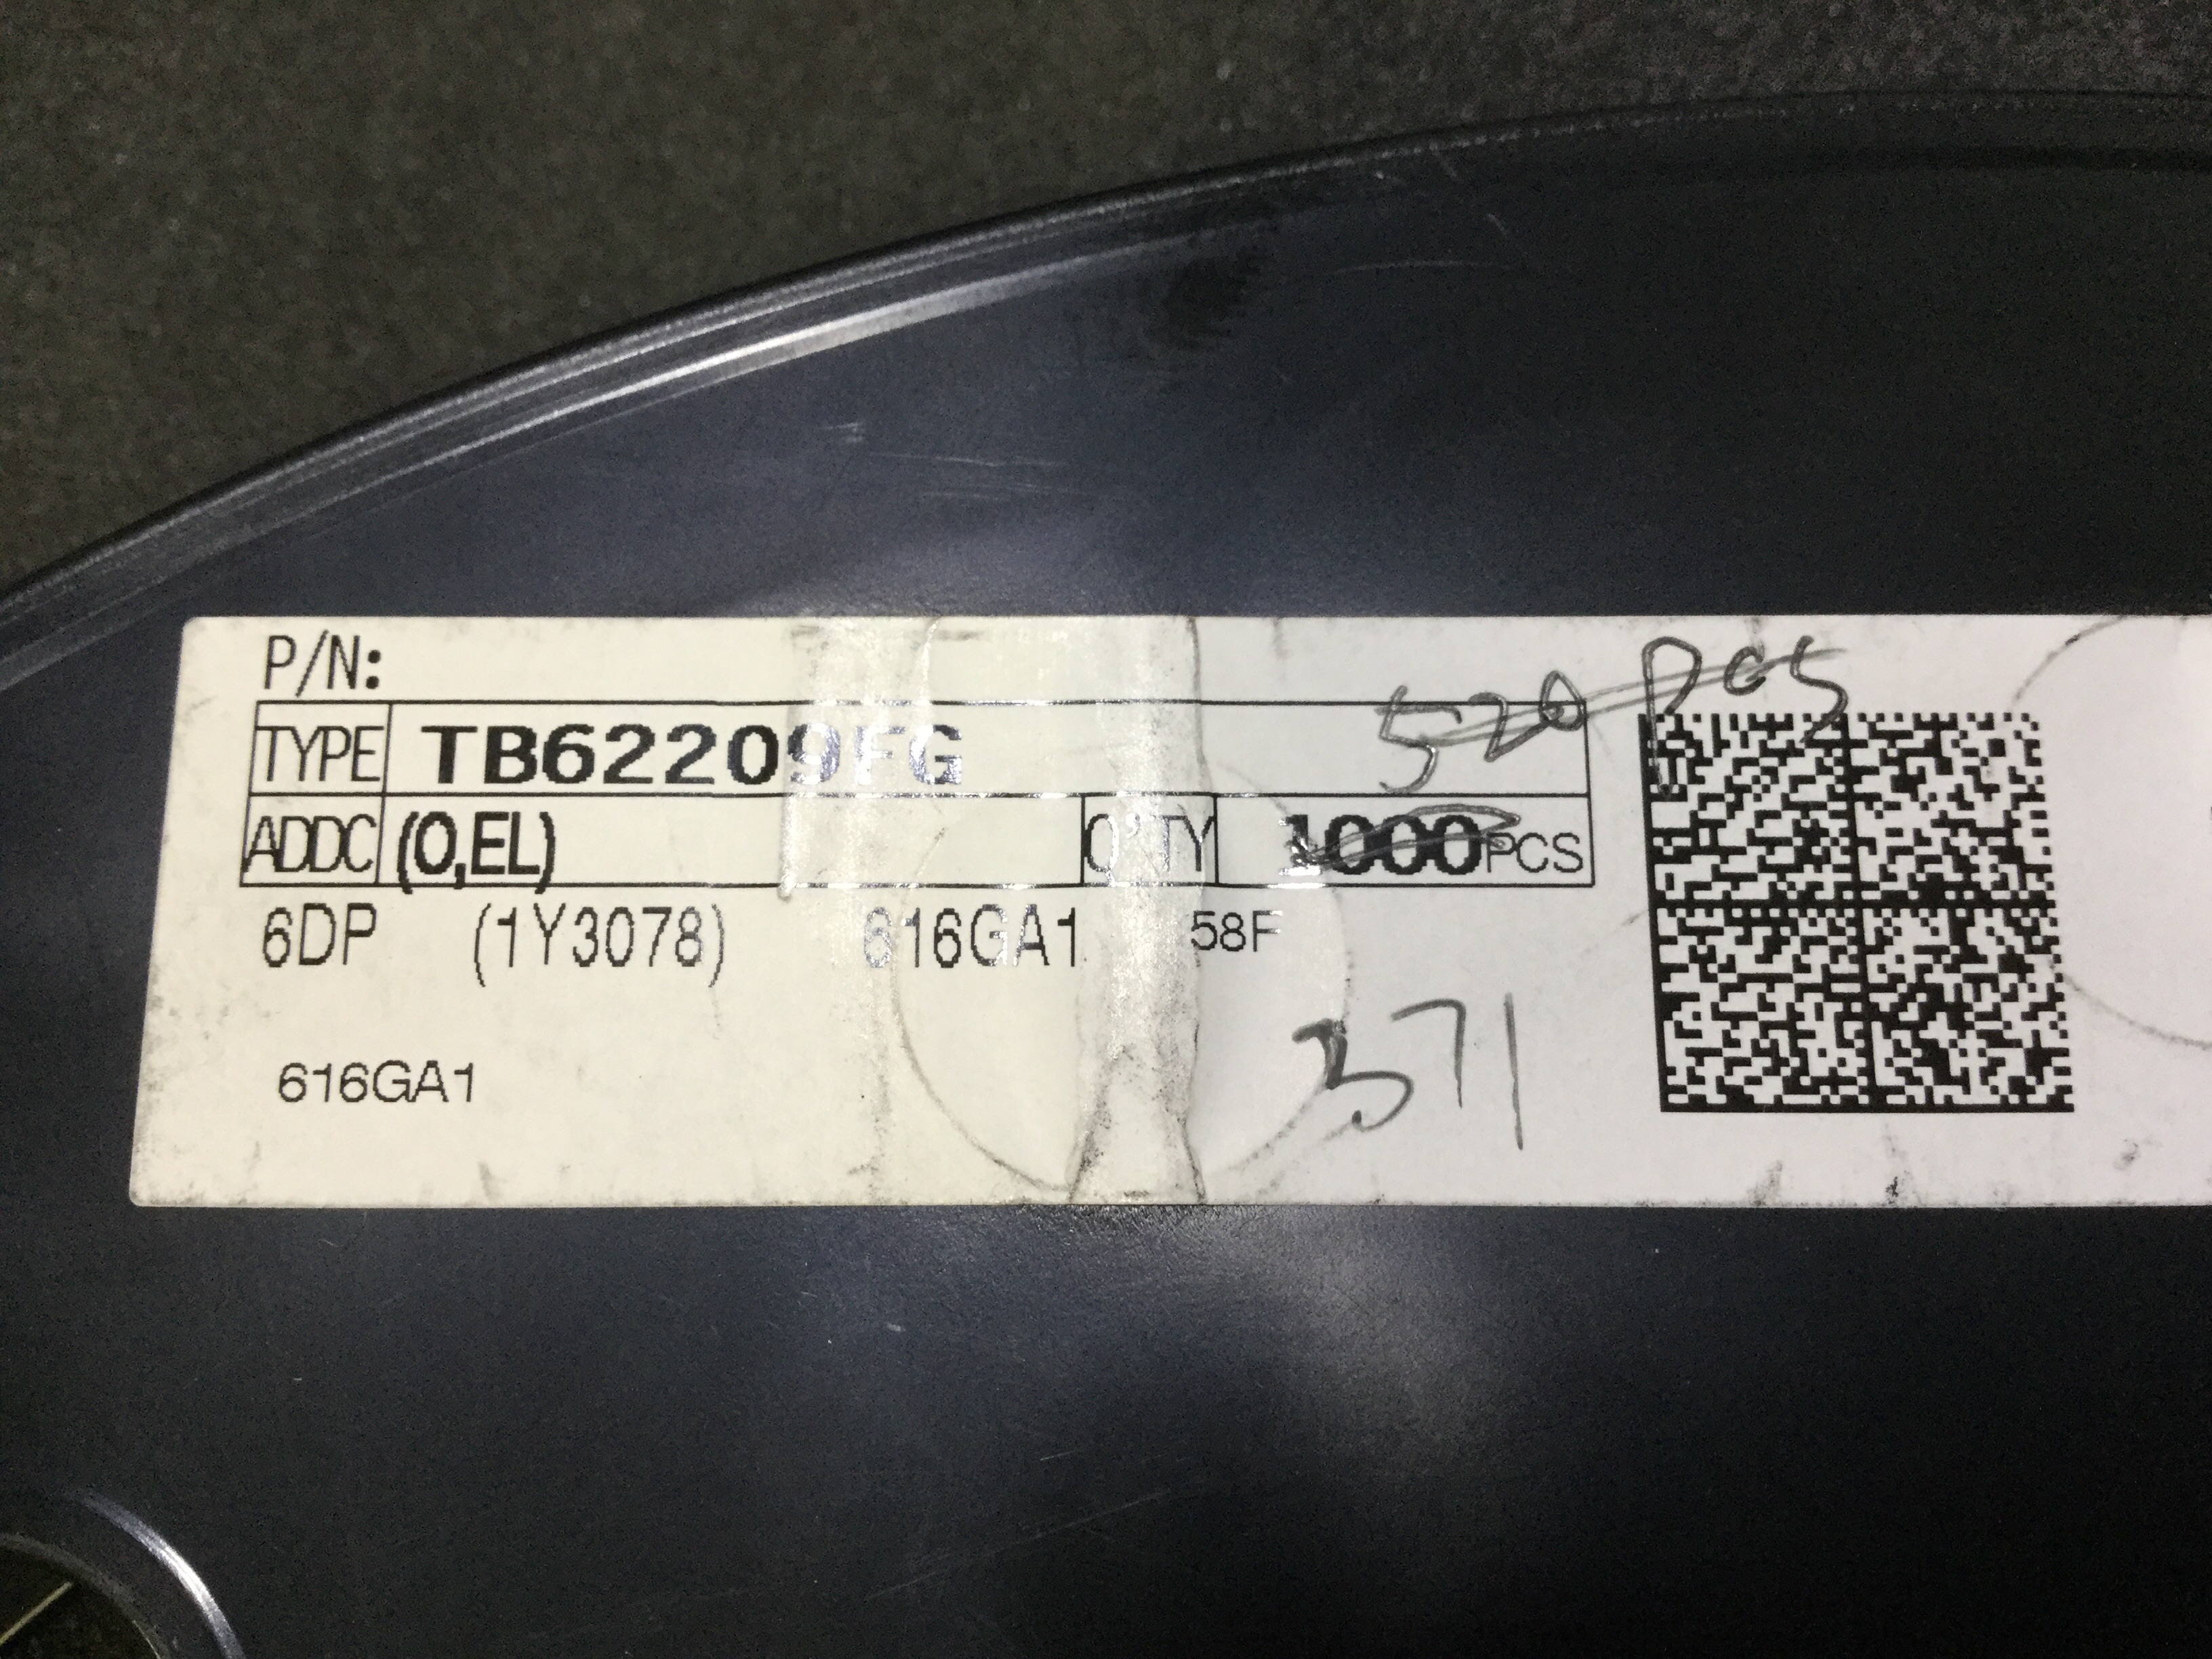 P/N:
520 pcs
TYPE TB62209FG
ADDC (O,EL) Q'TY 1000PCS
6DP (1Y3078) 616GA1 58F
371
616GA1